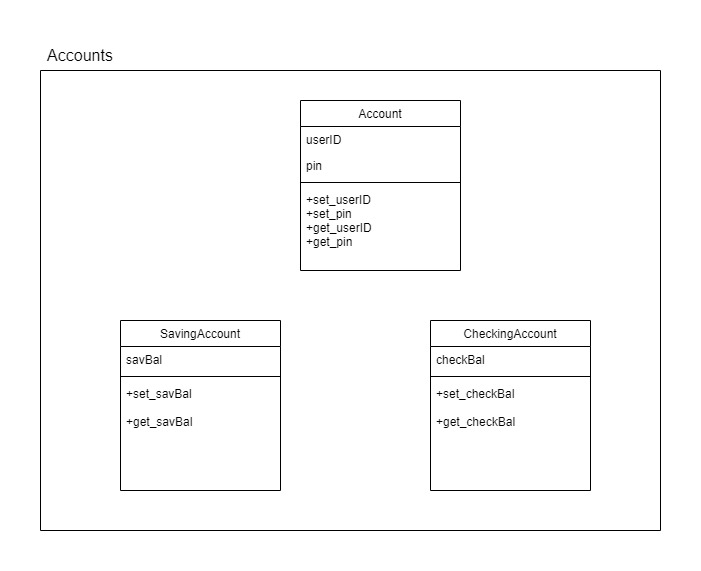 Accounts
Account
userID
pin
+set_userID
+set_pin
+get_userID
+get_pin
SavingAccount
savBal
+set_savBal
+get_savBal
CheckingAccount
checkBal
+set_checkBal
+get_checkBal